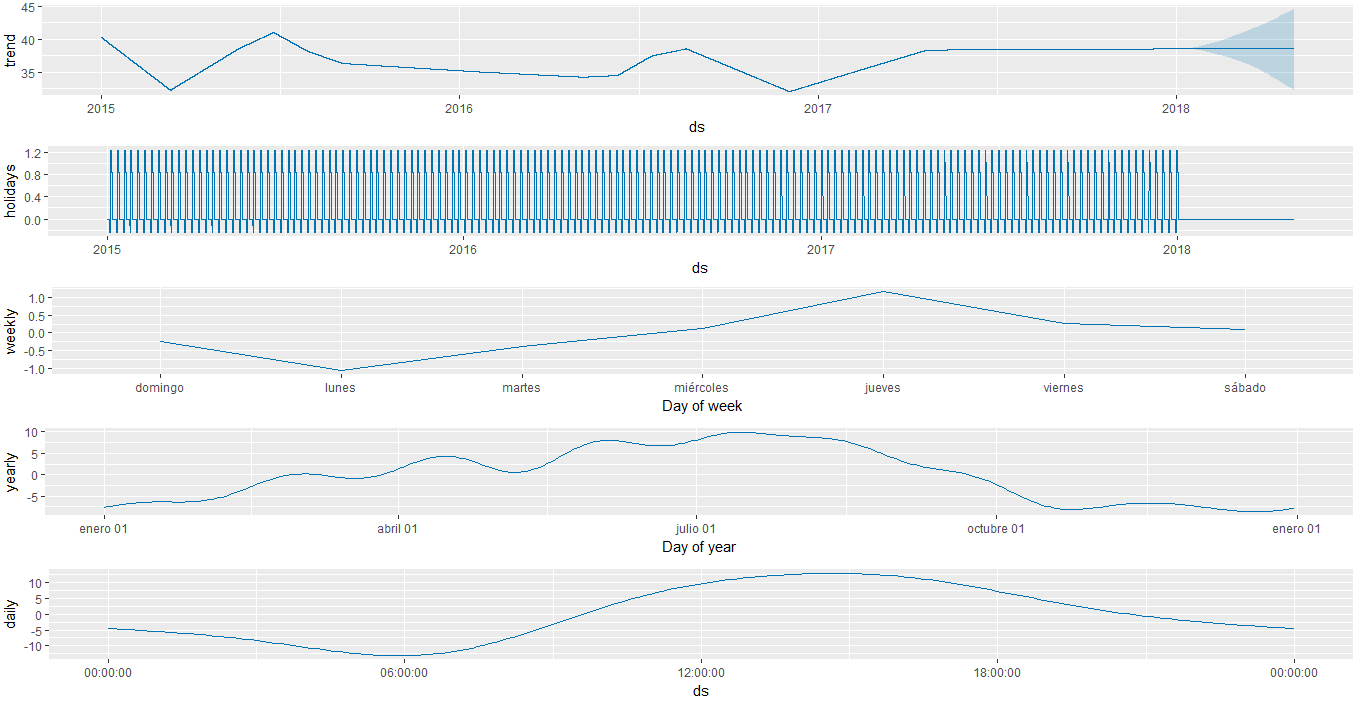 trend
45
40
35
2015 2016 2017 2018
ds
holidays
1.2
0.8
0.4
0.0
2015 2016 2017 2018
ds
weekly
1.0
0.5
0.0
-0.5
-1.0
domingo lunes martes miércoles jueves viernes sábado
Day of week
yearly
10
5
0
-5
enero 01 abril 01 julio 01 octubre 01 enero 01
Day of year
daily
10
5
0
-5
-10
00:00:00 06:00:00 12:00:00 18:00:00 00:00:00
ds